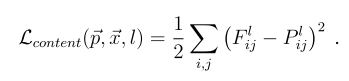 $\mathcal{L}_{content}(\vec{p}, \vec{x}, l) = \frac{1}{2} \sum_{i,j} \left( F_{ij}^{l} - P_{ij}^{l} \right)^2 .$